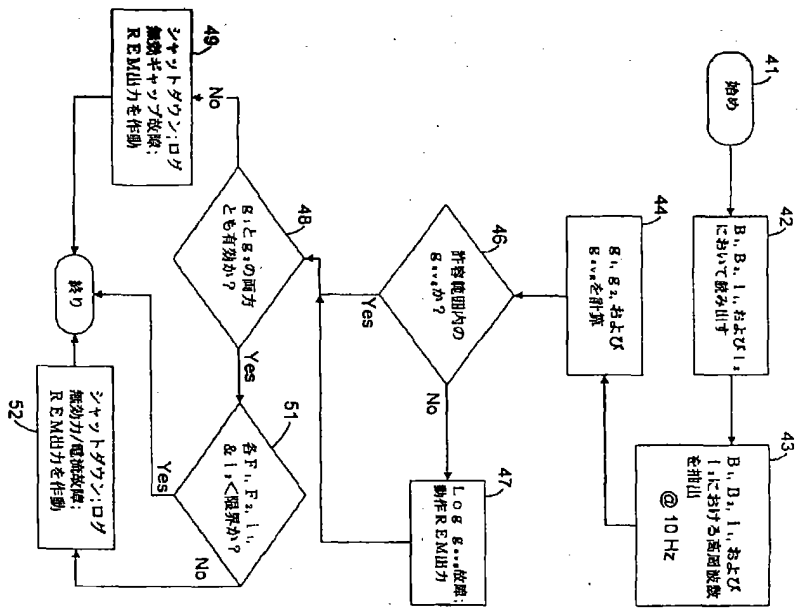 41
始め
42
B₁, B₂, I₁, および I₂
において読み出す
43
B₁, B₂, I₁, および
I₂における高周波数
を抽出
@ 10 Hz
44
g₁, g₂, および
gₐᵥₑを計算
46
許容範囲内の
gₐᵥₑか?
Yes
No
47
Log gₐᵥₑ故障;
動作REM出力
48
g₁とg₂の両方
とも有効か?
No
Yes
49
シャットダウン;ログ
無効ギャップ故障;
REM出力を作動
51
各F₁, F₂, I₁,
& I₂<限界か?
Yes
No
52
シャットダウン;ログ
無効力/電流故障;
REM出力を作動
終り